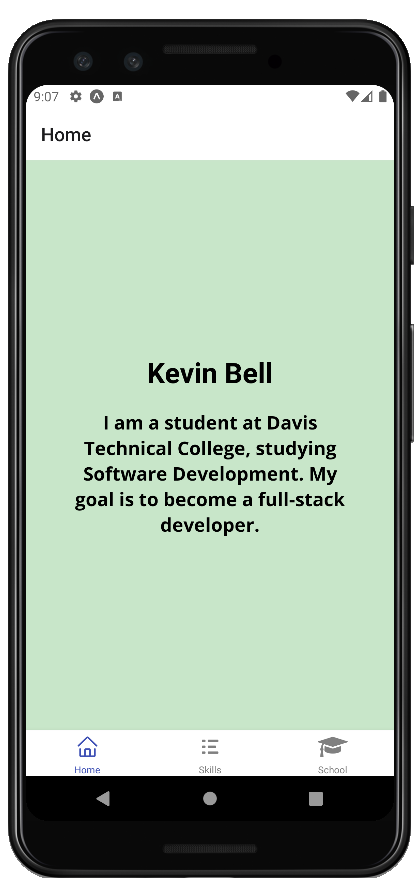 9:07
Home
Kevin Bell
I am a student at Davis
Technical College, studying
Software Development. My
goal is to become a full-stack
developer.
Home
Skills
School